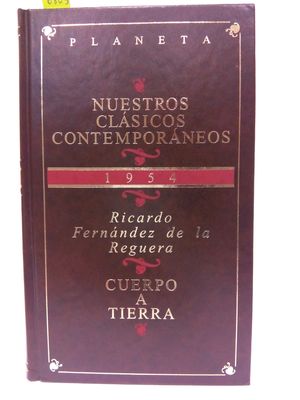 PLANETA
NUESTROS
CLÁSICOS
CONTEMPORÁNEOS
1954
Ricardo
Fernández de la
Reguera
CUERPO
A
TIERRA